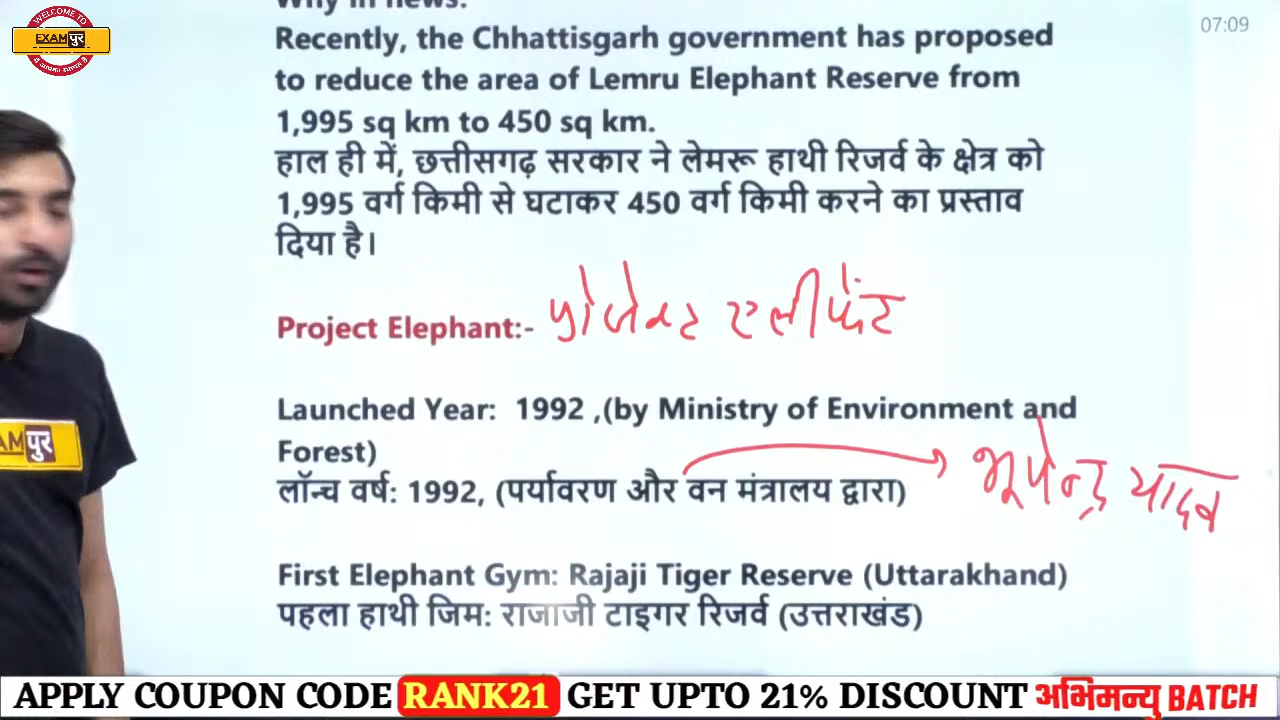 WELCOME TO
EXAMपुर
07:09
Why in news:
Recently, the Chhattisgarh government has proposed
to reduce the area of Lemru Elephant Reserve from
1,995 sq km to 450 sq km.
हाल ही में, छत्तीसगढ़ सरकार ने लेमरू हाथी रिजर्व के क्षेत्र को
1,995 वर्ग किमी से घटाकर 450 वर्ग किमी करने का प्रस्ताव
दिया है।
Project Elephant:- प्रोजेक्ट एलीफेंट
Launched Year: 1992 ,(by Ministry of Environment and
Forest)
लॉन्च वर्ष: 1992, (पर्यावरण और वन मंत्रालय द्वारा) भूपेन्द्र यादव
AMपुर
First Elephant Gym: Rajaji Tiger Reserve (Uttarakhand)
पहला हाथी जिम: राजाजी टाइगर रिजर्व (उत्तराखंड)
APPLY COUPON CODE RANK21 GET UPTO 21% DISCOUNT अभिमन्यु BATCH